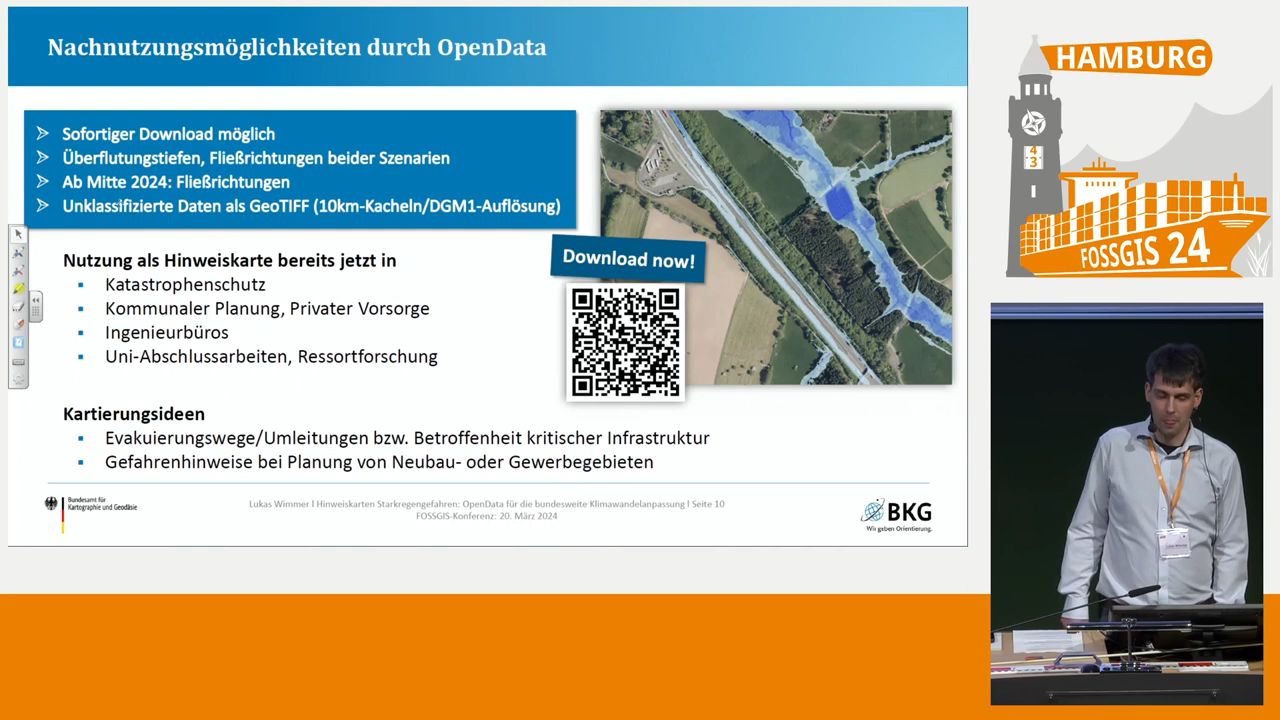 Nachnutzungsmöglichkeiten durch OpenData
Sofortiger Download möglich
Überflutungstiefen, Fließrichtungen beider Szenarien
Ab Mitte 2024: Fließrichtungen
Unklassifizierte Daten als GeoTIFF (10km-Kacheln/DGM1-Auflösung)
Nutzung als Hinweiskarte bereits jetzt in
Katastrophenschutz
Kommunaler Planung, Privater Vorsorge
Ingenieurbüros
Uni-Abschlussarbeiten, Ressortforschung
Download now!
Kartierungsideen
Evakuierungswege/Umleitungen bzw. Betroffenheit kritischer Infrastruktur
Gefahrenhinweise bei Planung von Neubau- oder Gewerbegebieten
Bundesamt für
Kartographie und Geodäsie
Lukas Wimmer | Hinweiskarten Starkregengefahren: OpenData für die bundesweite Klimawandelanpassung | Seite 10
FOSSGIS-Konferenz: 20. März 2024
BKG
Wir geben Orientierung.
HAMBURG
4
3
FOSSGIS 24